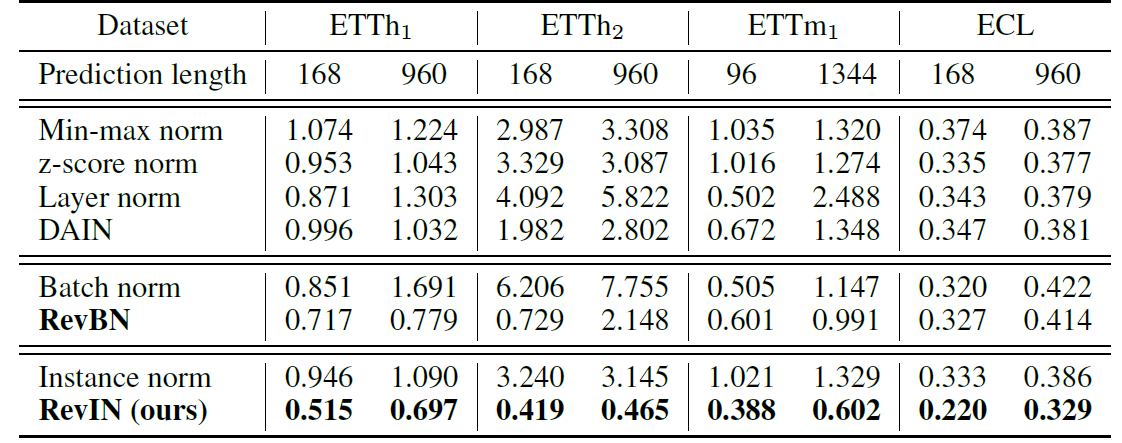 Dataset ETTh₁ ETTh₂ ETTm₁ ECL
Prediction length 168 960 168 960 96 1344 168 960
Min-max norm 1.074 1.224 2.987 3.308 1.035 1.320 0.374 0.387
z-score norm 0.953 1.043 3.329 3.087 1.016 1.274 0.335 0.377
Layer norm 0.871 1.303 4.092 5.822 0.502 2.488 0.343 0.379
DAIN 0.996 1.032 1.982 2.802 0.672 1.348 0.347 0.381
Batch norm 0.851 1.691 6.206 7.755 0.505 1.147 0.320 0.422
RevBN 0.717 0.779 0.729 2.148 0.601 0.991 0.327 0.414
Instance norm 0.946 1.090 3.240 3.145 1.021 1.329 0.333 0.386
RevIN (ours) 0.515 0.697 0.419 0.465 0.388 0.602 0.220 0.329